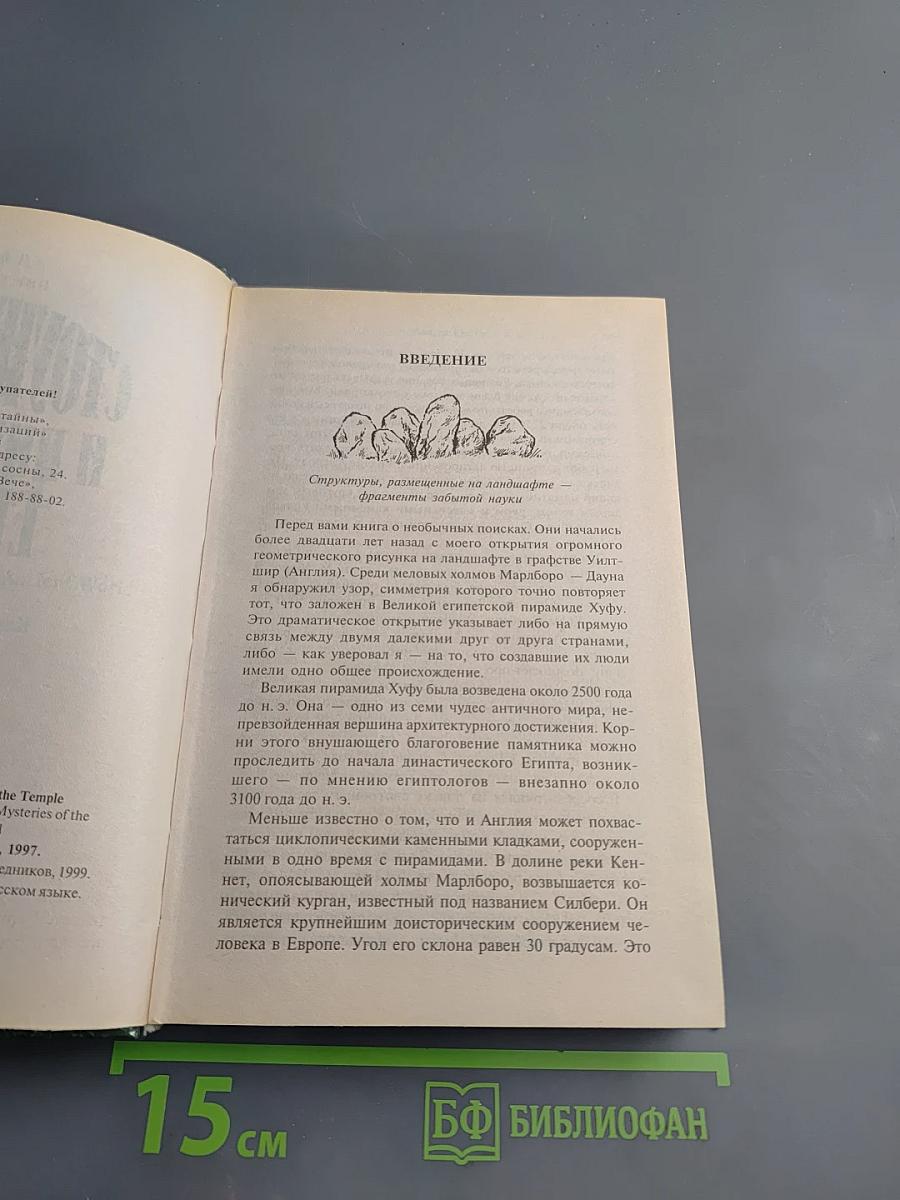 упателей!
тайны»,
изаций»
дресу:
сосны, 24.
Вече»,
188-88-02.
the Temple
Mysteries of the
, 1997.
едников, 1999.
сском языке.
ВВЕДЕНИЕ
Структуры, размещенные на ландшафте —
фрагменты забытой науки
Перед вами книга о необычных поисках. Они начались
более двадцати лет назад с моего открытия огромного
геометрического рисунка на ландшафте в графстве Уилт-
шир (Англия). Среди меловых холмов Марлборо — Дауна
я обнаружил узор, симметрия которого точно повторяет
тот, что заложен в Великой египетской пирамиде Хуфу.
Это драматическое открытие указывает либо на прямую
связь между двумя далекими друг от друга странами,
либо — как уверовал я — на то, что создавшие их люди
имели одно общее происхождение.
Великая пирамида Хуфу была возведена около 2500 года
до н. э. Она — одно из семи чудес античного мира, не-
превзойденная вершина архитектурного достижения. Кор-
ни этого внушающего благоговение памятника можно
проследить до начала династического Египта, возник-
шего — по мнению египтологов — внезапно около
3100 года до н. э.
Меньше известно о том, что и Англия может похвас-
таться циклопическими каменными кладками, сооружен-
ными в одно время с пирамидами. В долине реки Кен-
нет, опоясывающей холмы Марлборо, возвышается ко-
нический курган, известный под названием Силбери. Он
является крупнейшим доисторическим сооружением че-
ловека в Европе. Угол его склона равен 30 градусам. Это
15 см
БФ БИБЛИОФАН